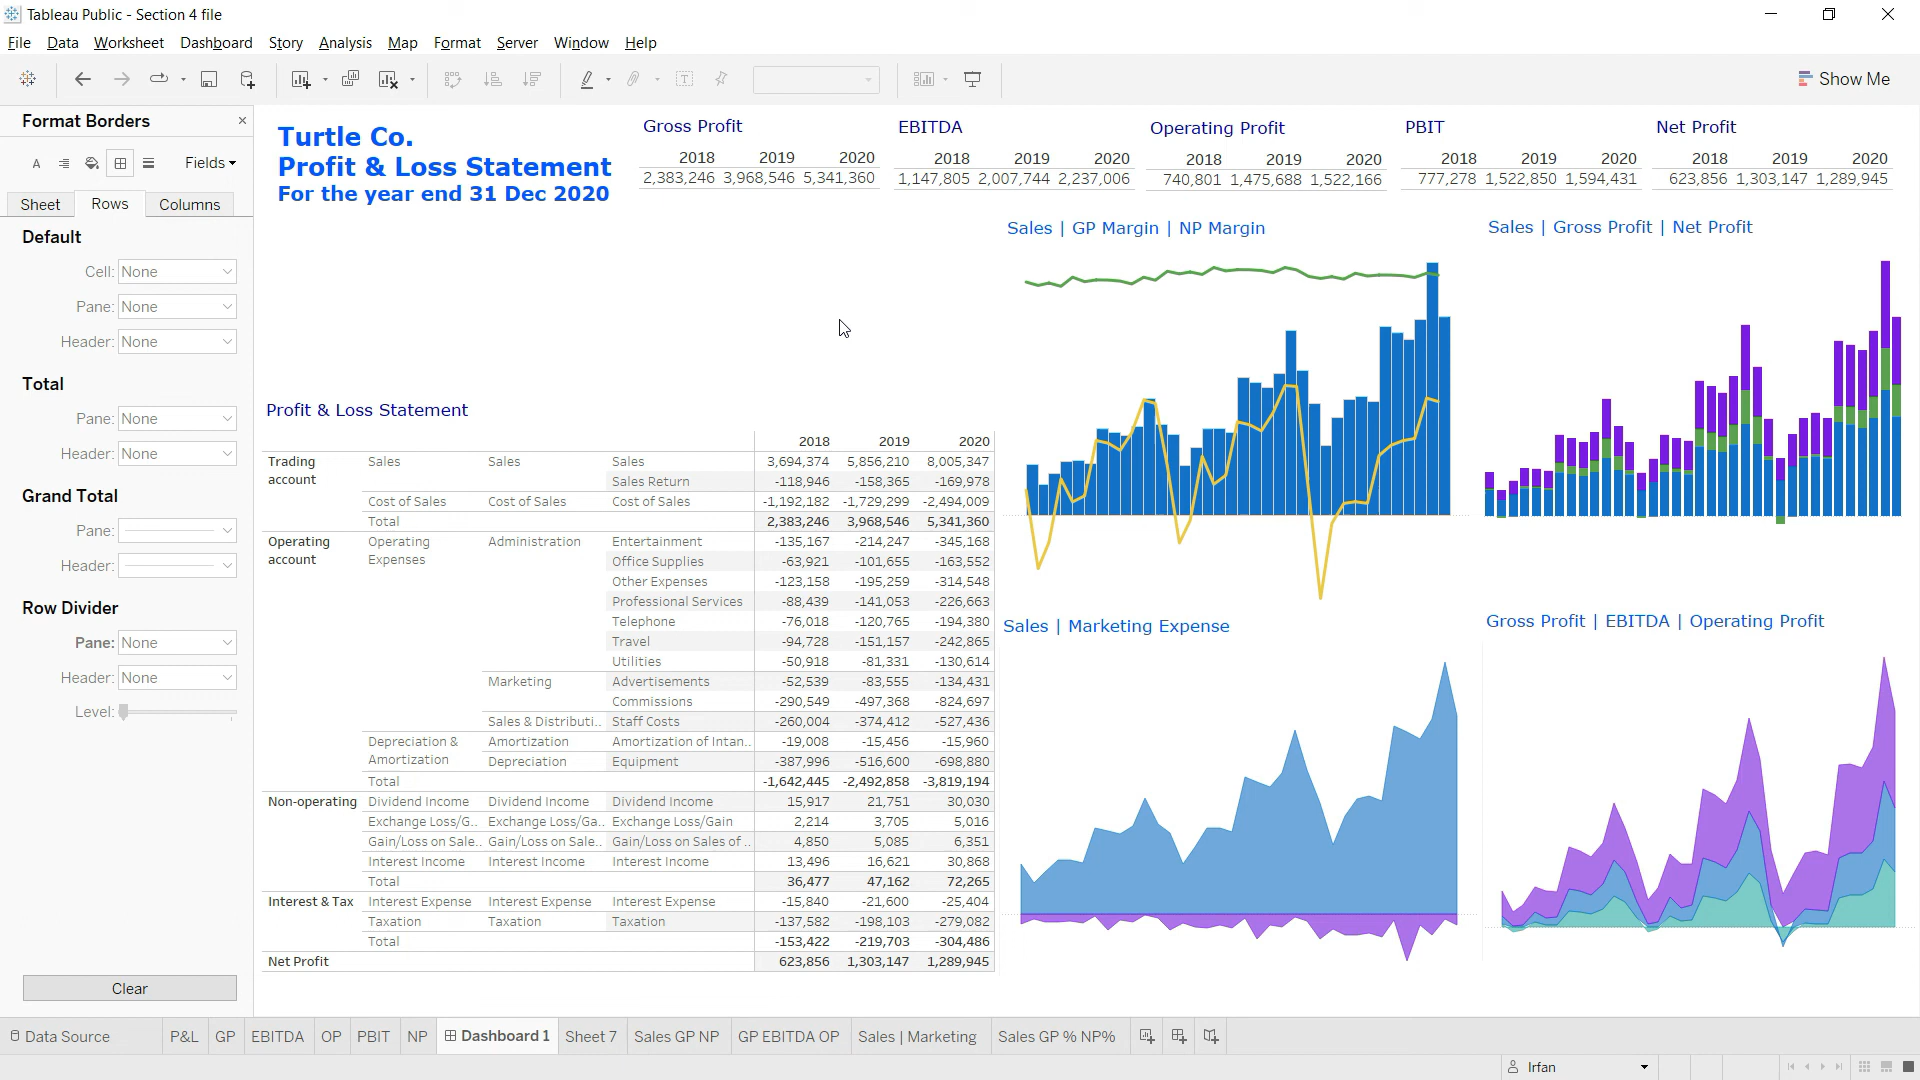 Tableau Public - Section 4 file
File Data Worksheet Dashboard Story Analysis Map Format Server Window Help
Show Me
Format Borders
Fields
Sheet Rows Columns
Default
Cell: None
Pane: None
Header: None
Total
Pane: None
Header: None
Grand Total
Pane:
Header:
Row Divider
Pane: None
Header: None
Level:
Clear
Turtle Co.
Profit & Loss Statement
For the year end 31 Dec 2020
Gross Profit
2018 2019 2020
2,383,246 3,968,546 5,341,360
EBITDA
2018 2019 2020
1,147,805 2,007,744 2,237,006
Operating Profit
2018 2019 2020
740,801 1,475,688 1,522,166
PBIT
2018 2019 2020
777,278 1,522,850 1,594,431
Net Profit
2018 2019 2020
623,856 1,303,147 1,289,945
Profit & Loss Statement
2018 2019 2020
Trading account Sales Sales Sales 3,694,374 5,856,210 8,005,347
Sales Return -118,946 -158,365 -169,978
Cost of Sales Cost of Sales Cost of Sales -1,192,182 -1,729,299 -2,494,009
Total 2,383,246 3,968,546 5,341,360
Operating account Operating Expenses Administration Entertainment -135,167 -214,247 -345,168
Office Supplies -63,921 -101,655 -163,552
Other Expenses -123,158 -195,259 -314,548
Professional Services -88,439 -141,053 -226,663
Telephone -76,018 -120,765 -194,380
Travel -94,728 -151,157 -242,865
Utilities -50,918 -81,331 -130,614
Marketing Advertisements -52,539 -83,555 -134,431
Commissions -290,549 -497,368 -824,697
Sales & Distributi.. Staff Costs -260,004 -374,412 -527,436
Depreciation & Amortization Amortization Amortization of Intan.. -19,008 -15,456 -15,960
Depreciation Equipment -387,996 -516,600 -698,880
Total -1,642,445 -2,492,858 -3,819,194
Non-operating Dividend Income Dividend Income Dividend Income 15,917 21,751 30,030
Exchange Loss/G.. Exchange Loss/Ga.. Exchange Loss/Gain 2,214 3,705 5,016
Gain/Loss on Sale.. Gain/Loss on Sale.. Gain/Loss on Sales of .. 4,850 5,085 6,351
Interest Income Interest Income Interest Income 13,496 16,621 30,868
Total 36,477 47,162 72,265
Interest & Tax Interest Expense Interest Expense Interest Expense -15,840 -21,600 -25,404
Taxation Taxation Taxation -137,582 -198,103 -279,082
Total -153,422 -219,703 -304,486
Net Profit 623,856 1,303,147 1,289,945
Sales | GP Margin | NP Margin
Sales | Gross Profit | Net Profit
Sales | Marketing Expense
Gross Profit | EBITDA | Operating Profit
Data Source P&L GP EBITDA OP PBIT NP Dashboard 1 Sheet 7 Sales GP NP GP EBITDA OP Sales | Marketing Sales GP % NP%
Irfan